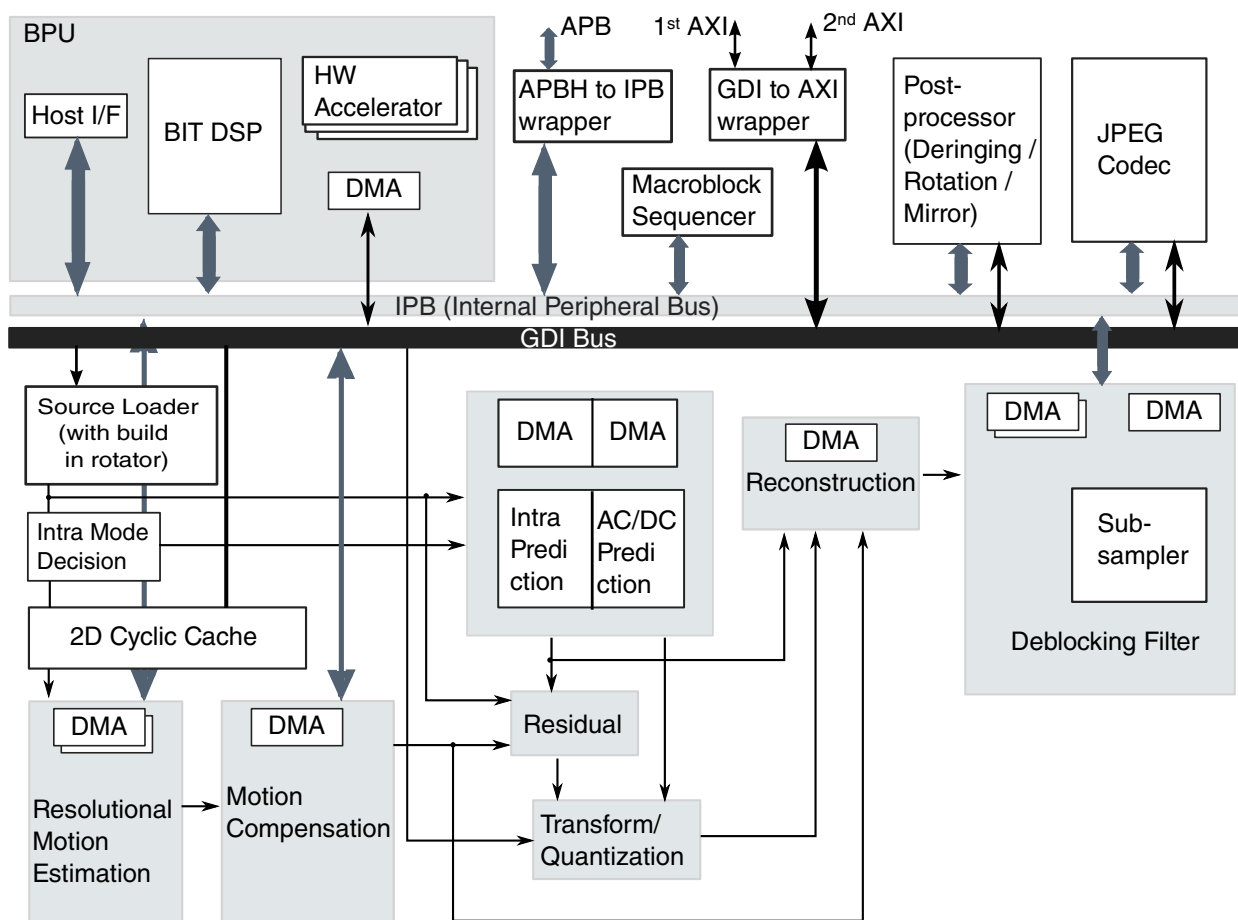 BPU
Host I/F
BIT DSP
HW
Accelerator
DMA
APB
APBH to IPB
wrapper
1st AXI
2nd AXI
GDI to AXI
wrapper
Macroblock
Sequencer
Post-
processor
(Deringing /
Rotation /
Mirror)
JPEG
Codec
IPB (Internal Peripheral Bus)
GDI Bus
Source Loader
(with build
in rotator)
Intra Mode
Decision
2D Cyclic Cache
DMA
Resolutional
Motion
Estimation
DMA
Motion
Compensation
DMA
DMA
Intra
Predi
ction
AC/DC
Predi
ction
Residual
Transform/
Quantization
DMA
Reconstruction
DMA
DMA
Sub-
sampler
Deblocking Filter